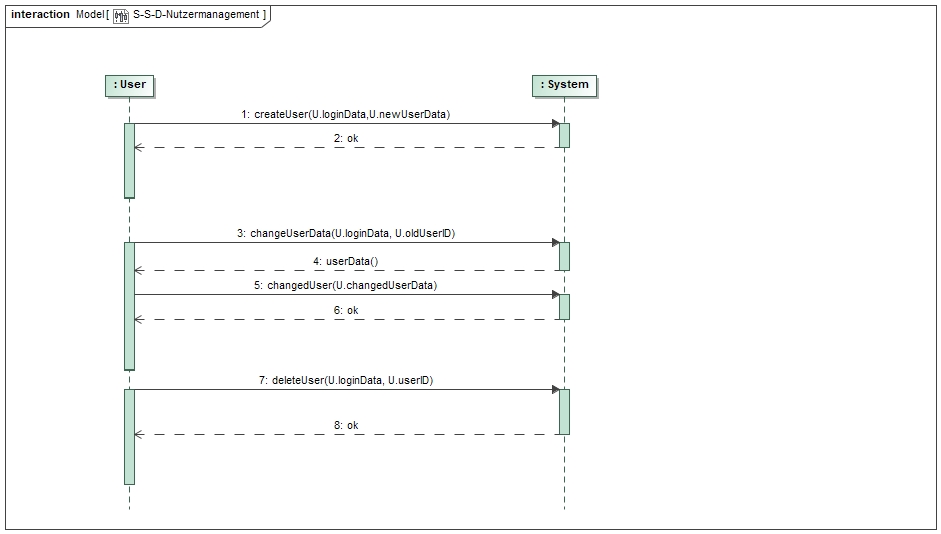 interaction Model[ S-S-D-Nutzermanagement ]
: User
: System
1: createUser(U.loginData,U.newUserData)
2: ok
3: changeUserData(U.loginData, U.oldUserID)
4: userData()
5: changedUser(U.changedUserData)
6: ok
7: deleteUser(U.loginData, U.userID)
8: ok